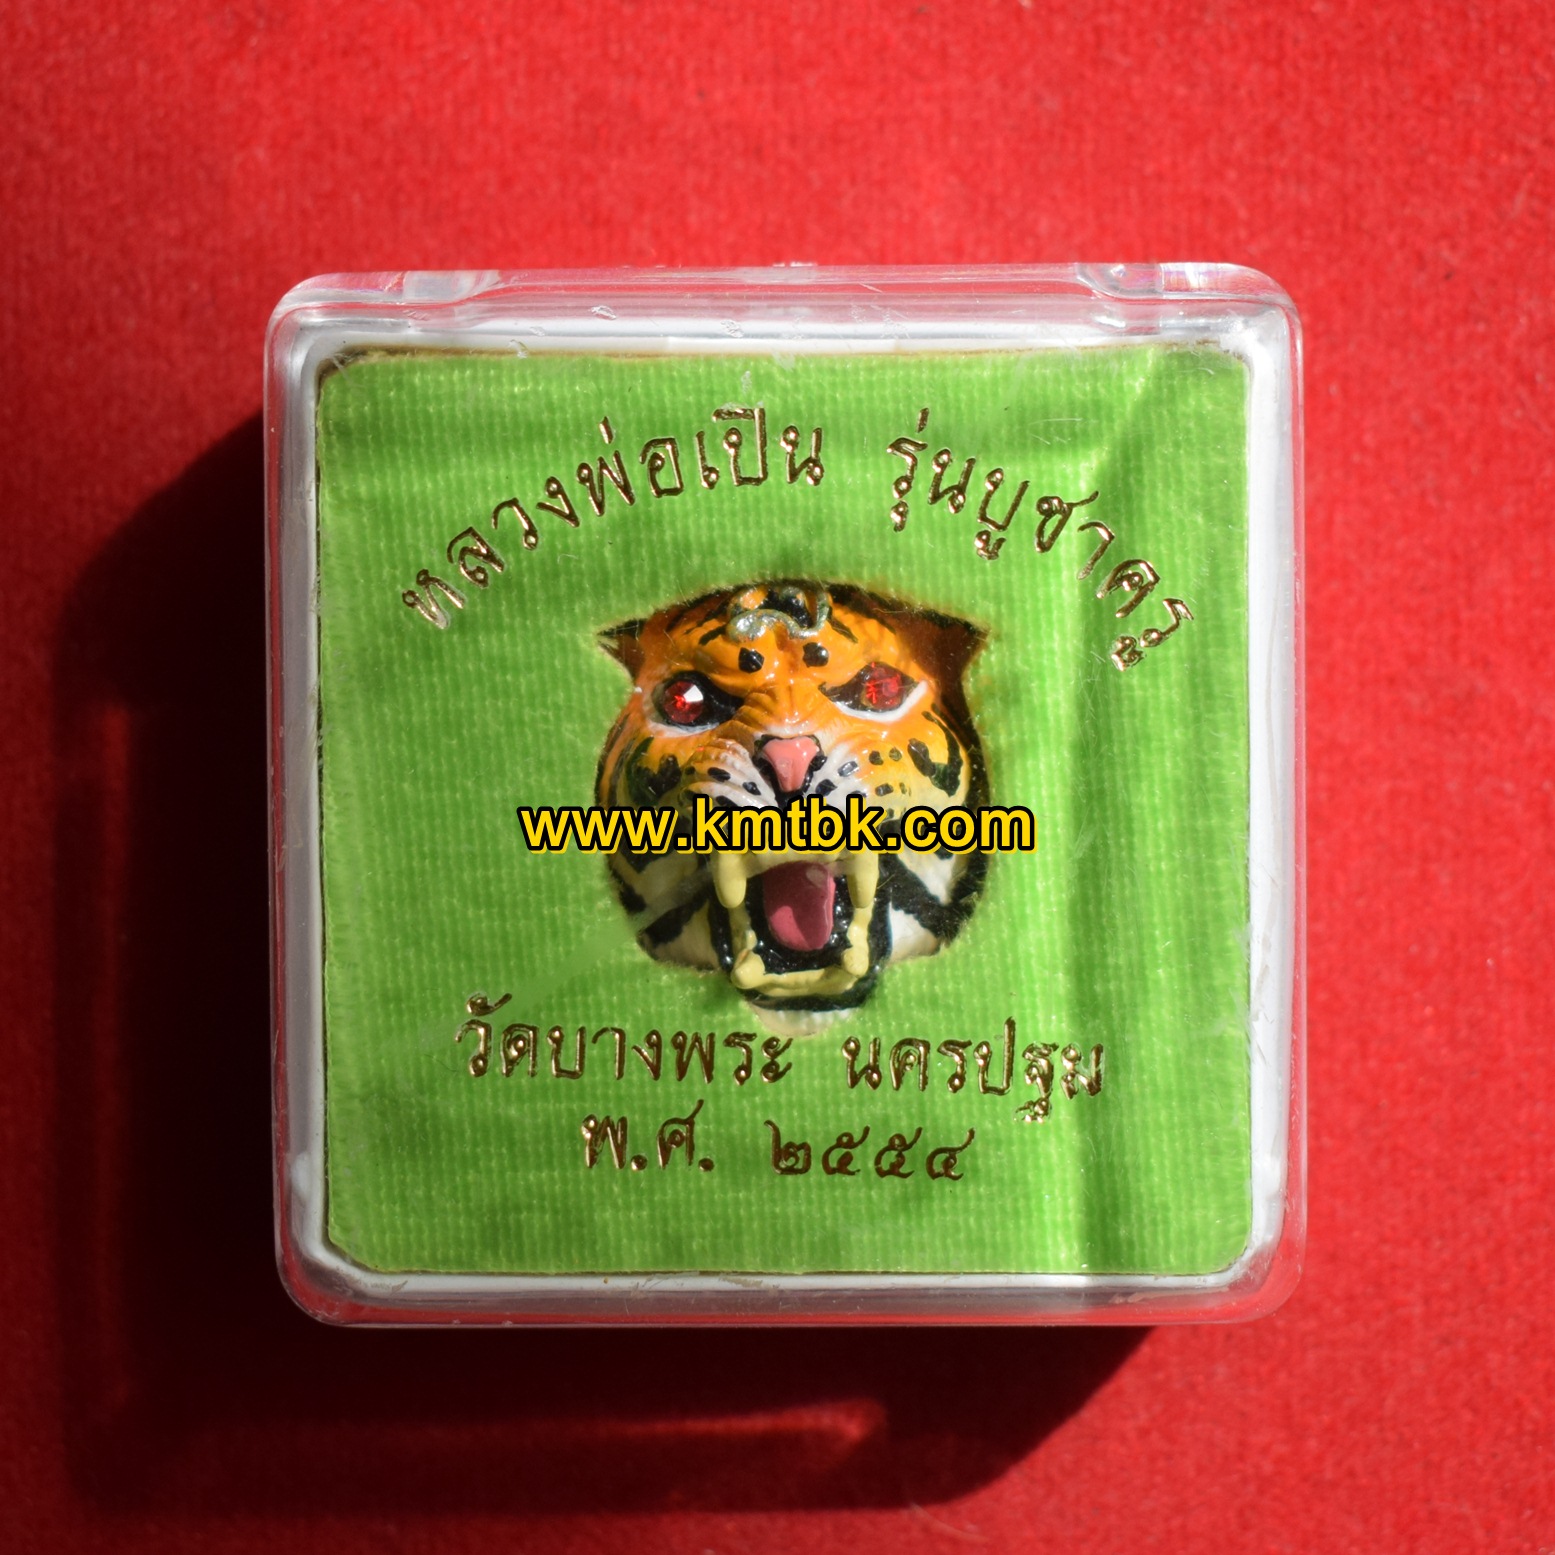 หลวงพ่อเปิ่น รุ่นบูชาครู
www.kmtbk.com
วัดบางพระ นครปฐม
พ.ศ. ๒๕๕๔